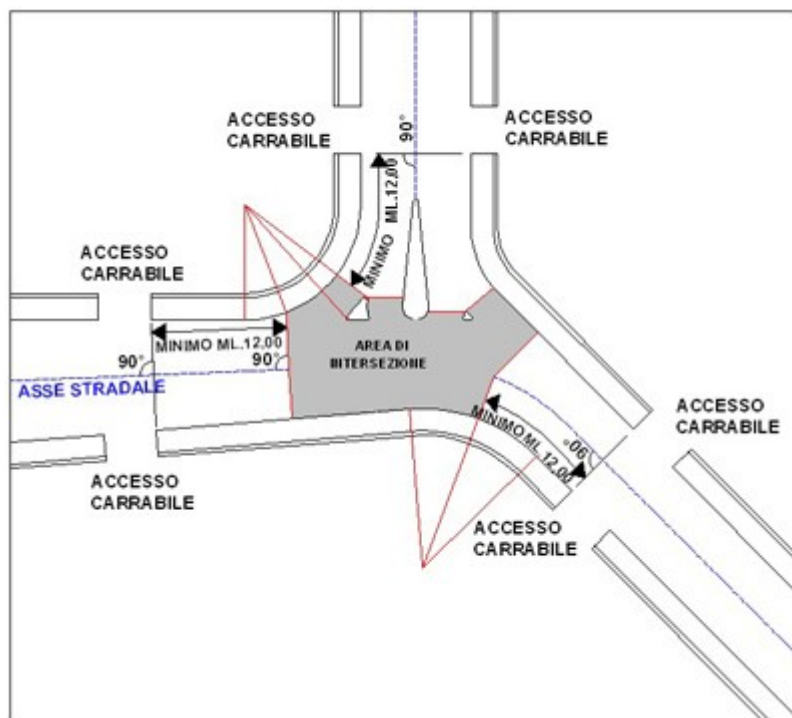 ACCESSO
CARRABILE
90°
ACCESSO
CARRABILE
MINIMO ML.12,00
ACCESSO
CARRABILE
MINIMO ML.12,00
90°
90°
AREA DI
INTERSEZIONE
ASSE STRADALE
MINIMO ML 12,00
90°
ACCESSO
CARRABILE
ACCESSO
CARRABILE
ACCESSO
CARRABILE